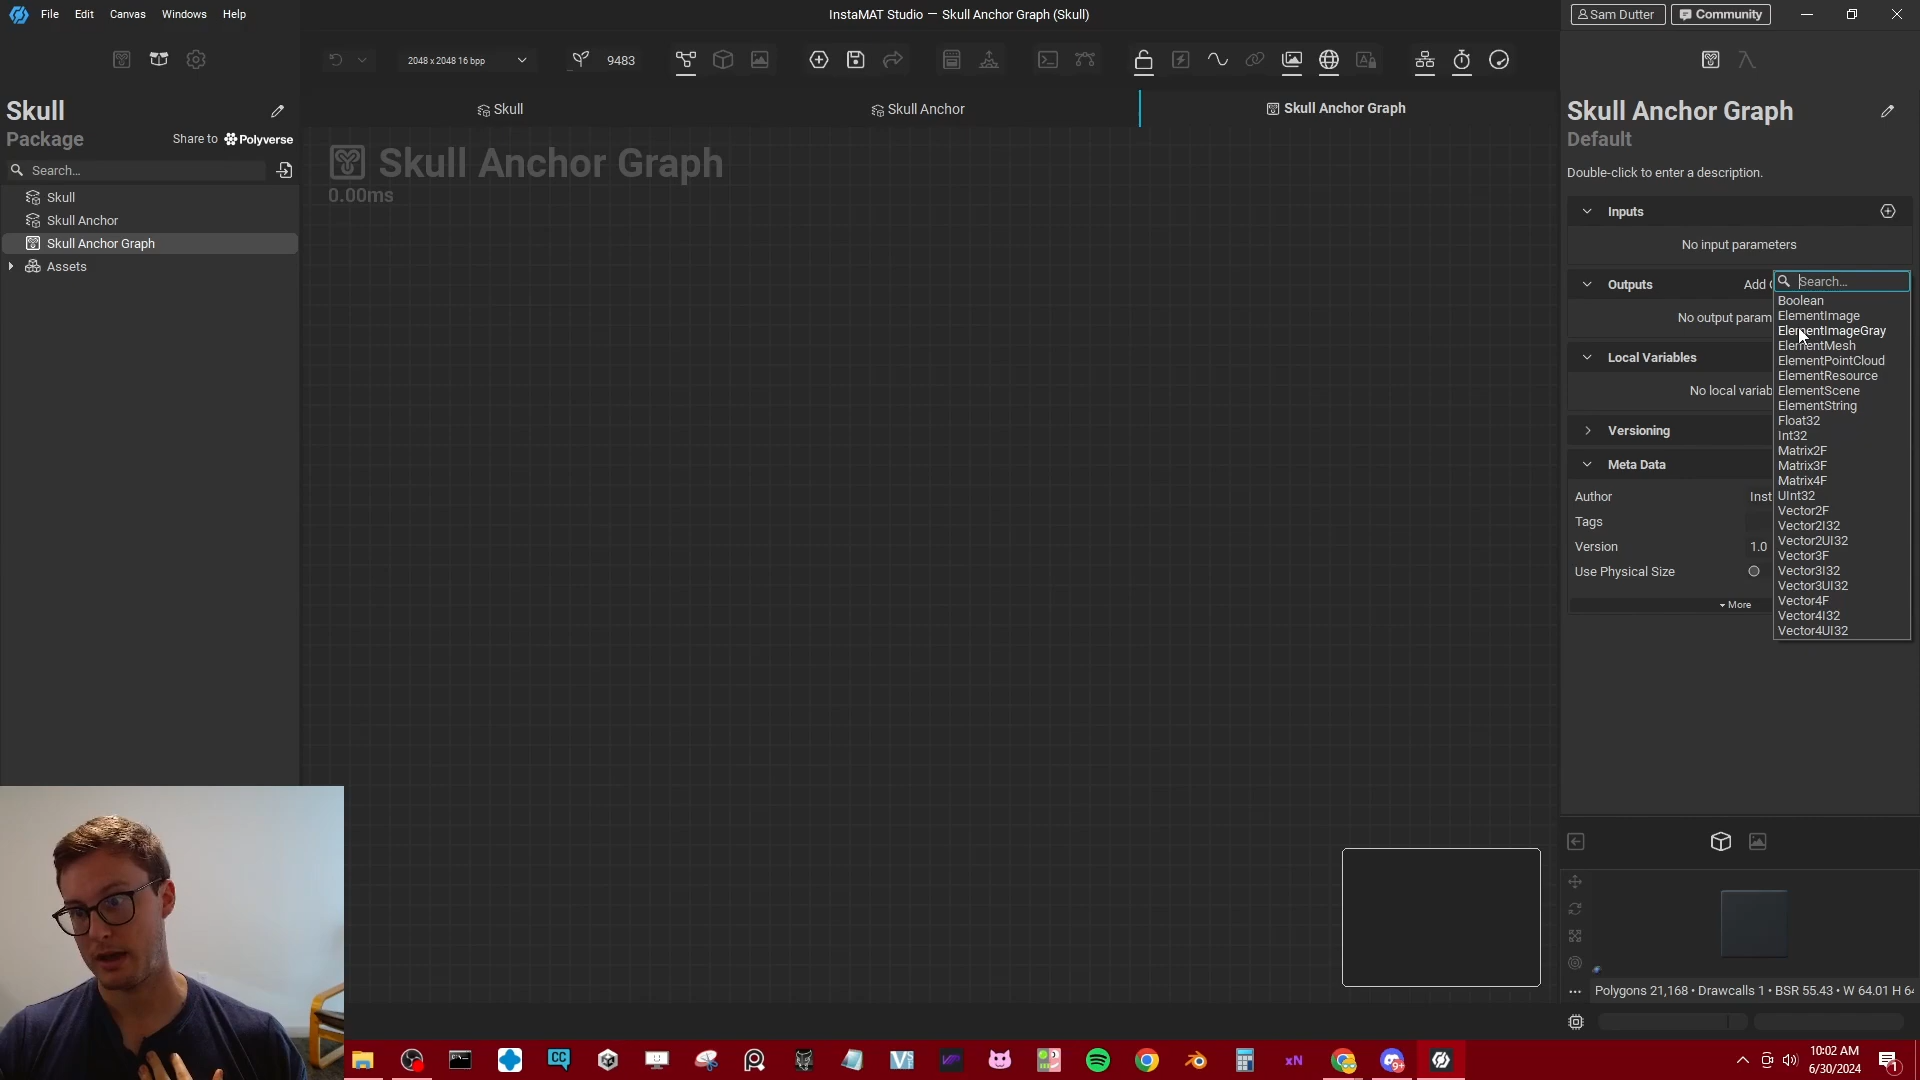 File Edit Canvas Windows Help
InstaMAT Studio — Skull Anchor Graph (Skull)
Sam Dutter
Community
2048 x 2048 16 bpp
9483
Skull
Package
Share to Polyverse
Search...
Skull
Skull Anchor
Skull Anchor Graph
Assets
Skull
Skull Anchor
Skull Anchor Graph
Skull Anchor Graph
0.00ms
Skull Anchor Graph
Default
Double-click to enter a description.
Inputs
No input parameters
Outputs
Add
No output param
Local Variables
No local variab
Versioning
Meta Data
Author
Inst
Tags
Version
1.0
Use Physical Size
More
Search...
Boolean
ElementImage
ElementImageGray
ElementMesh
ElementPointCloud
ElementResource
ElementScene
ElementString
Float32
Int32
Matrix2F
Matrix3F
Matrix4F
UInt32
Vector2F
Vector2I32
Vector2UI32
Vector3F
Vector3I32
Vector3UI32
Vector4F
Vector4I32
Vector4UI32
Polygons 21,168 • Drawcalls 1 • BSR 55.43 • W 64.01 H 64
CC
xN
9+
10:02 AM
6/30/2024
1